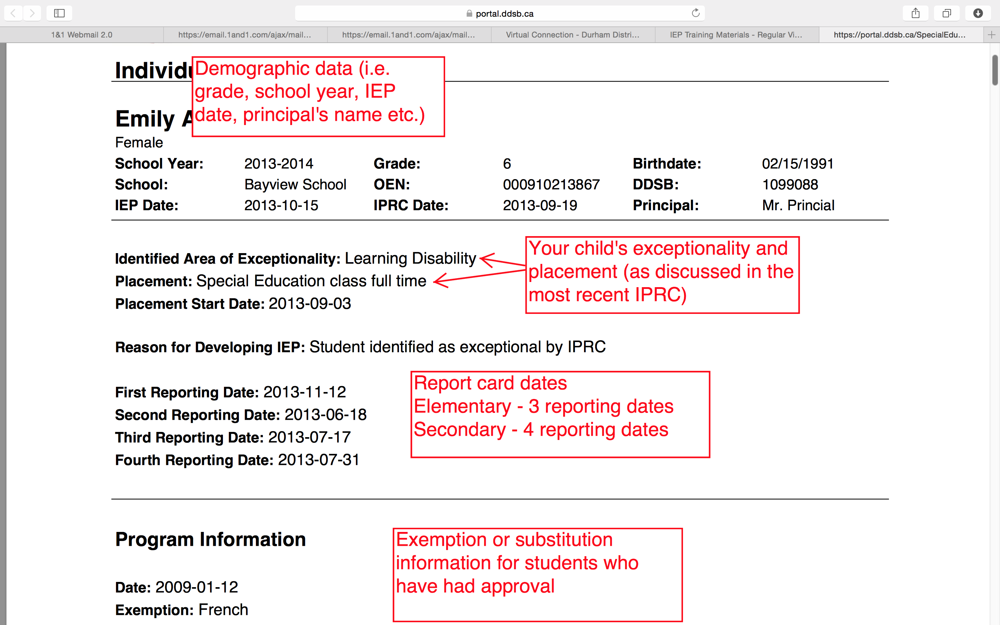 portal.ddsb.ca
1&1 Webmail 2.0
https://email.1and1.com/ajax/mail...
https://email.1and1.com/ajax/mail...
Virtual Connection - Durham Distri...
IEP Training Materials - Regular Vi...
https://portal.ddsb.ca/SpecialEdu...
Individu
Demographic data (i.e.
grade, school year, IEP
date, principal's name etc.)
Emily A
Female
School Year: 2013-2014 Grade: 6 Birthdate: 02/15/1991
School: Bayview School OEN: 000910213867 DDSB: 1099088
IEP Date: 2013-10-15 IPRC Date: 2013-09-19 Principal: Mr. Princial
Identified Area of Exceptionality: Learning Disability
Placement: Special Education class full time
Placement Start Date: 2013-09-03
Your child's exceptionality and
placement (as discussed in the
most recent IPRC)
Reason for Developing IEP: Student identified as exceptional by IPRC
First Reporting Date: 2013-11-12
Second Reporting Date: 2013-06-18
Third Reporting Date: 2013-07-17
Fourth Reporting Date: 2013-07-31
Report card dates
Elementary - 3 reporting dates
Secondary - 4 reporting dates
Program Information
Exemption or substitution
information for students who
have had approval
Date: 2009-01-12
Exemption: French